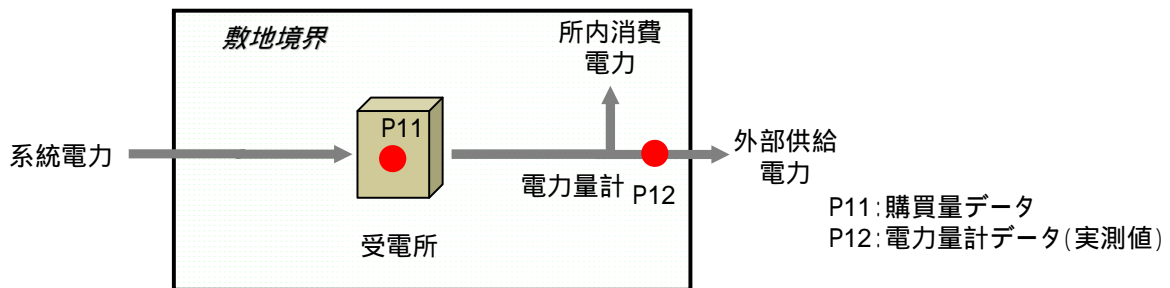 敷地境界
所内消費
電力
P11
系統電力
外部供給
電力
電力量計
P12
受電所
P11:購買量データ
P12:電力量計データ(実測値)